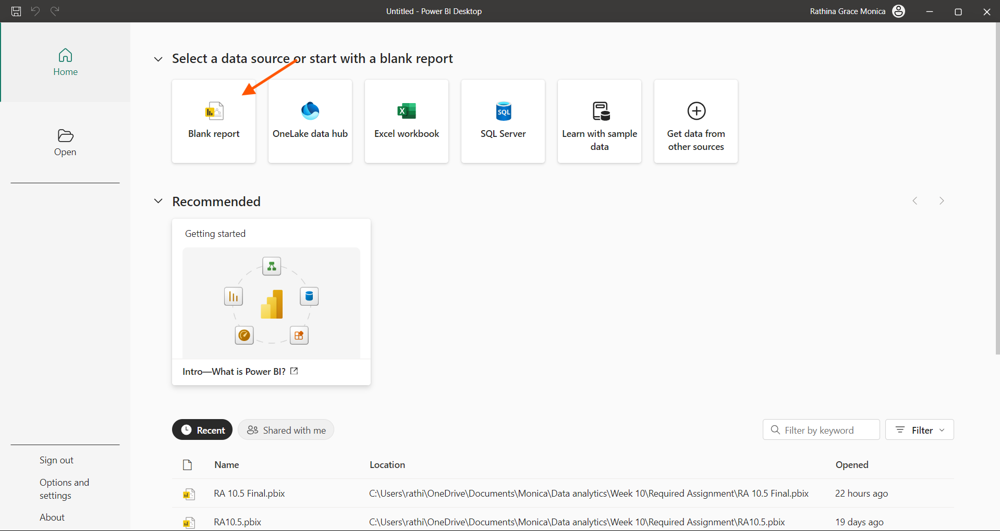 Untitled - Power BI Desktop
Rathina Grace Monica
Home
Open
Select a data source or start with a blank report
Blank report
OneLake data hub
Excel workbook
SQL
SQL Server
Learn with sample
data
Get data from
other sources
Recommended
Getting started
Intro—What is Power BI?
Recent
Shared with me
Filter by keyword
Filter
Name
Location
Opened
RA 10.5 Final.pbix
C:\Users\rathi\OneDrive\Documents\Monica\Data analytics\Week 10\Required Assignment\RA 10.5 Final.pbix
22 hours ago
RA10.5.pbix
C:\Users\rathi\OneDrive\Documents\Monica\Data analytics\Week 10\Required Assignment\RA10.5.pbix
19 days ago
Sign out
Options and
settings
About